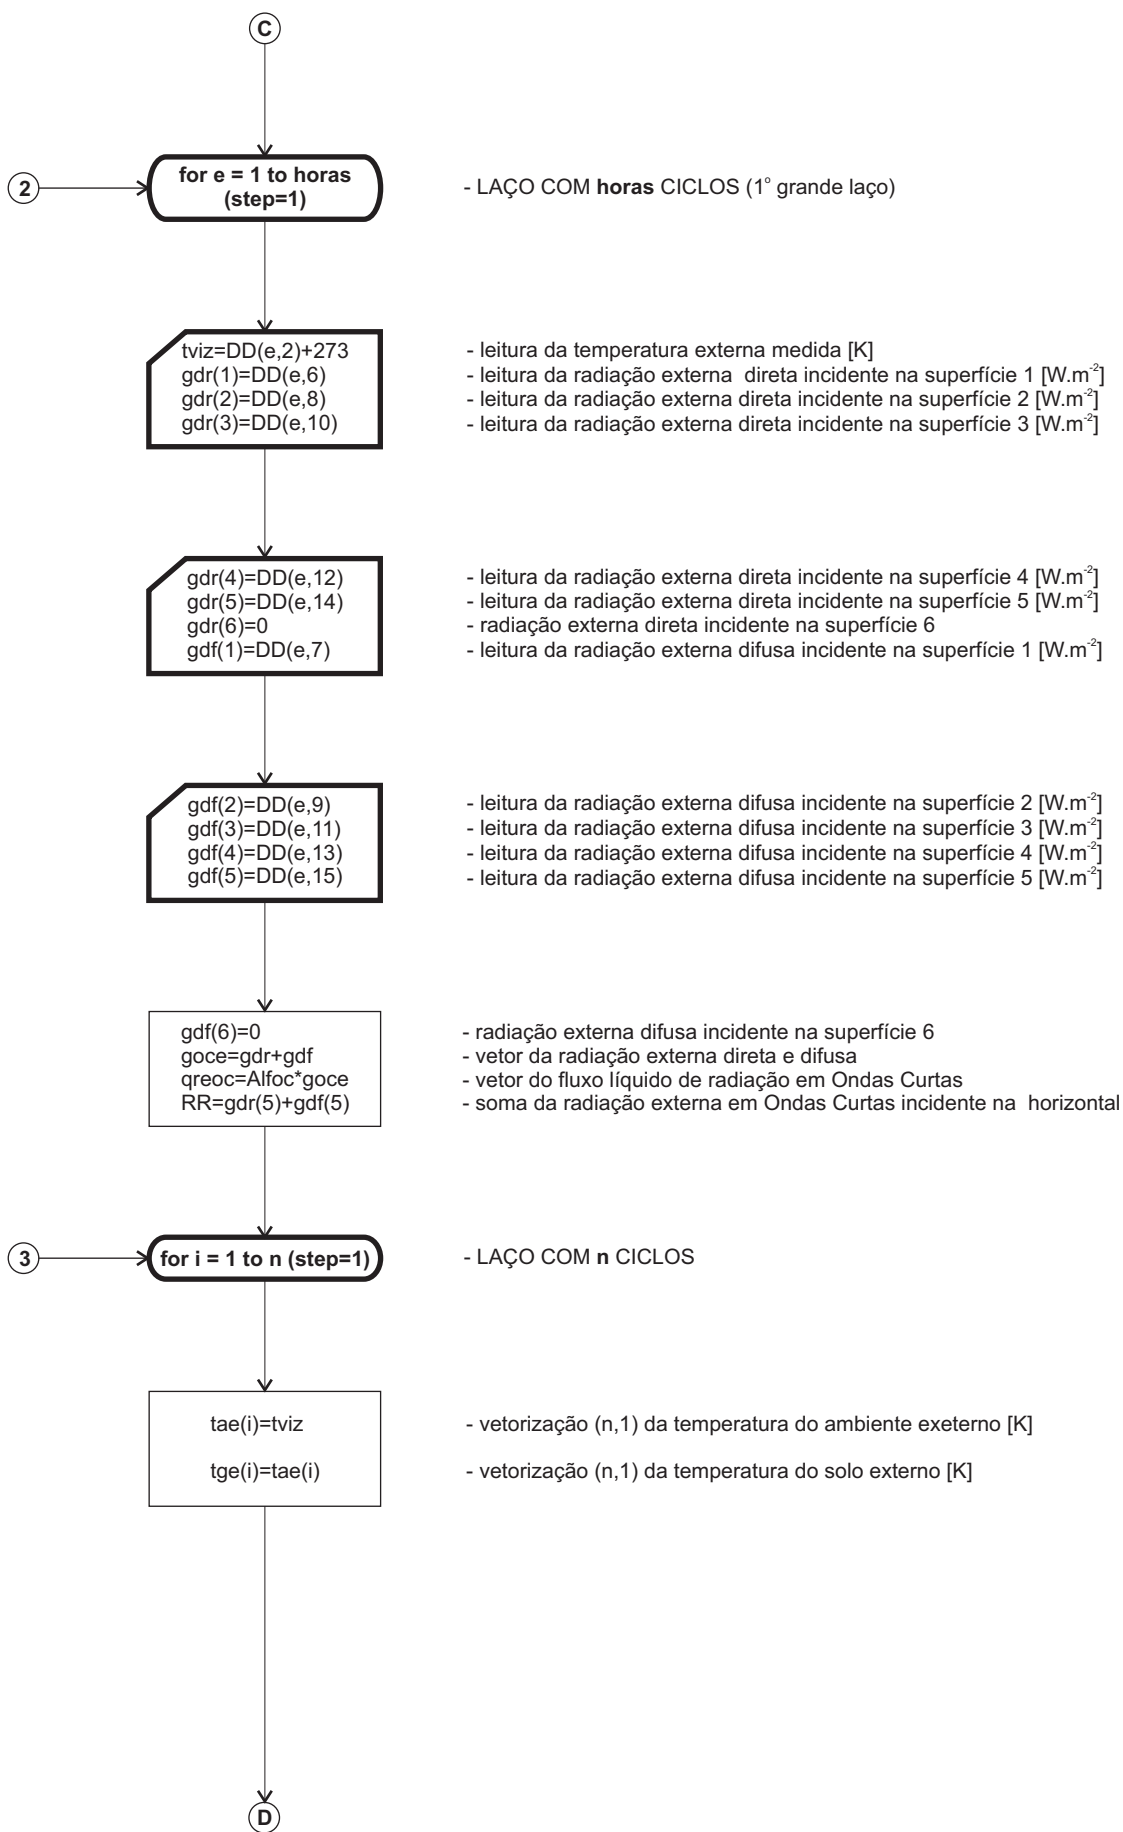 C
2
for e = 1 to horas
(step=1)
- LAÇO COM horas CICLOS (1º grande laço)
tviz=DD(e,2)+273
- leitura da temperatura externa medida [K]
gdr(1)=DD(e,6)
- leitura da radiação externa  direta incidente na superfície 1 [W.m⁻²]
gdr(2)=DD(e,8)
- leitura da radiação externa direta incidente na superfície 2 [W.m⁻²]
gdr(3)=DD(e,10)
- leitura da radiação externa direta incidente na superfície 3 [W.m⁻²]
gdr(4)=DD(e,12)
- leitura da radiação externa direta incidente na superfície 4 [W.m⁻²]
gdr(5)=DD(e,14)
- leitura da radiação externa direta incidente na superfície 5 [W.m⁻²]
gdr(6)=0
- radiação externa direta incidente na superfície 6
gdf(1)=DD(e,7)
- leitura da radiação externa difusa incidente na superfície 1 [W.m⁻²]
gdf(2)=DD(e,9)
- leitura da radiação externa difusa incidente na superfície 2 [W.m⁻²]
gdf(3)=DD(e,11)
- leitura da radiação externa difusa incidente na superfície 3 [W.m⁻²]
gdf(4)=DD(e,13)
- leitura da radiação externa difusa incidente na superfície 4 [W.m⁻²]
gdf(5)=DD(e,15)
- leitura da radiação externa difusa incidente na superfície 5 [W.m⁻²]
gdf(6)=0
- radiação externa difusa incidente na superfície 6
goce=gdr+gdf
- vetor da radiação externa direta e difusa
qreoc=Alfoc*goce
- vetor do fluxo líquido de radiação em Ondas Curtas
RR=gdr(5)+gdf(5)
- soma da radiação externa em Ondas Curtas incidente na  horizontal
3
for i = 1 to n (step=1)
- LAÇO COM n CICLOS
tae(i)=tviz
- vetorização (n,1) da temperatura do ambiente exeterno [K]
tge(i)=tae(i)
- vetorização (n,1) da temperatura do solo externo [K]
D